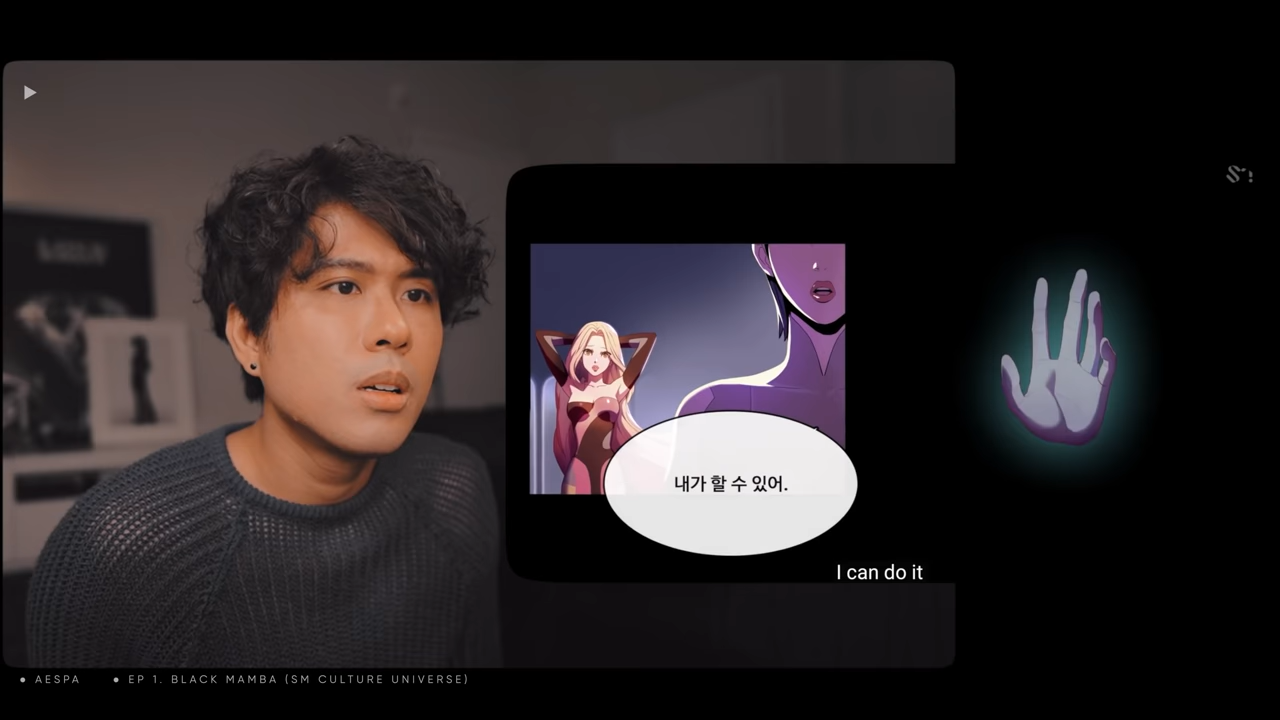 내가 할 수 있어.
I can do it
AESPA
EP 1. BLACK MAMBA (SM CULTURE UNIVERSE)